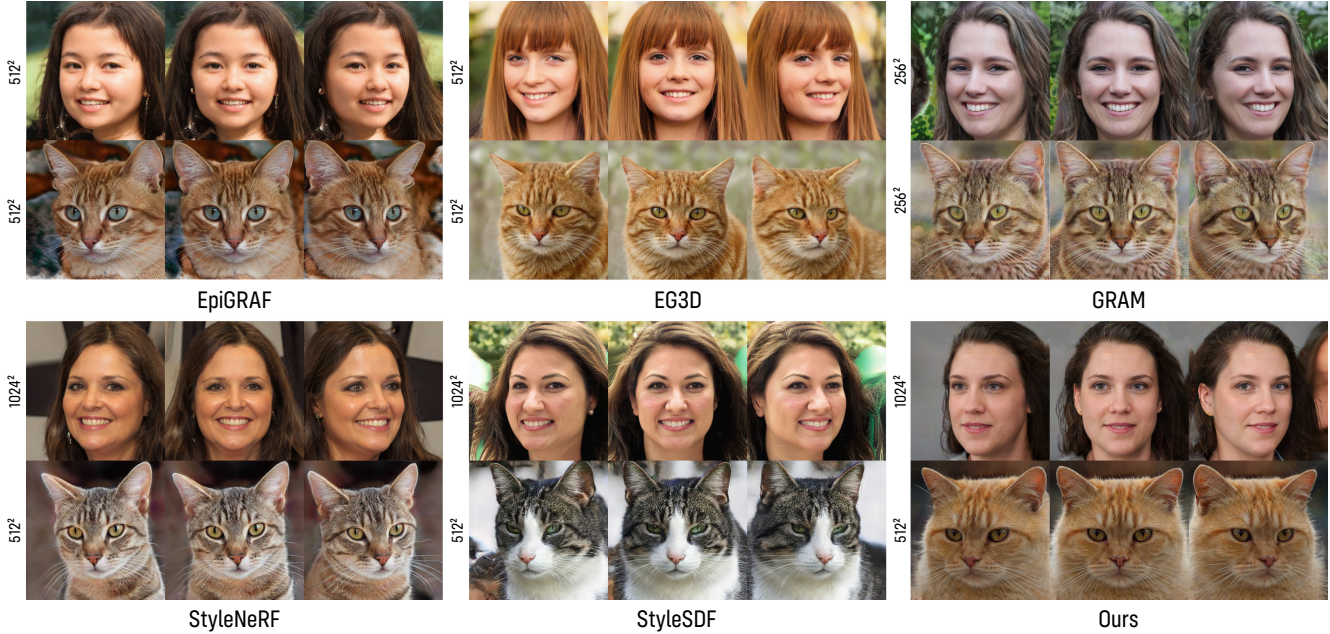 512²
512²
EpiGRAF
512²
512²
EG3D
256²
256²
GRAM
1024²
512²
StyleNeRF
1024²
512²
StyleSDF
1024²
512²
Ours